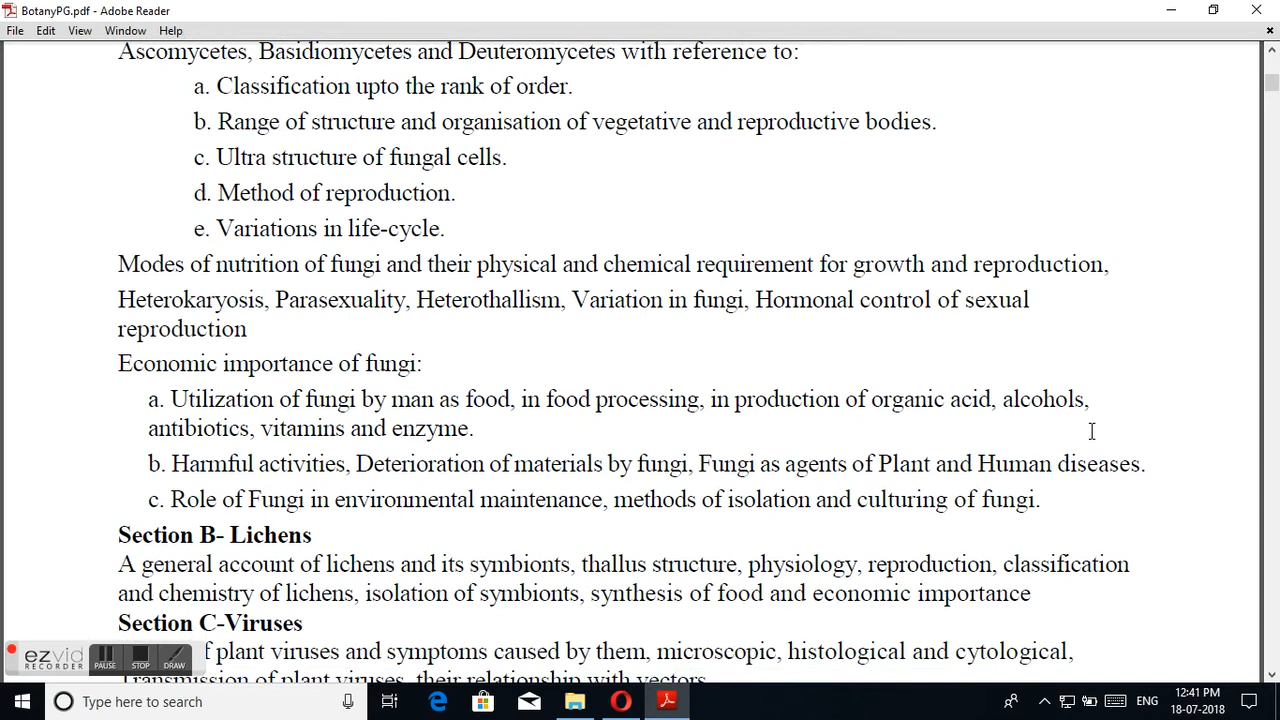 BotanyPG.pdf - Adobe Reader
File Edit View Window Help
Ascomycetes, Basidiomycetes and Deuteromycetes with reference to:
a. Classification upto the rank of order.
b. Range of structure and organisation of vegetative and reproductive bodies.
c. Ultra structure of fungal cells.
d. Method of reproduction.
e. Variations in life-cycle.
Modes of nutrition of fungi and their physical and chemical requirement for growth and reproduction,
Heterokaryosis, Parasexuality, Heterothallism, Variation in fungi, Hormonal control of sexual
reproduction
Economic importance of fungi:
a. Utilization of fungi by man as food, in food processing, in production of organic acid, alcohols,
antibiotics, vitamins and enzyme.
b. Harmful activities, Deterioration of materials by fungi, Fungi as agents of Plant and Human diseases.
c. Role of Fungi in environmental maintenance, methods of isolation and culturing of fungi.
Section B- Lichens
A general account of lichens and its symbionts, thallus structure, physiology, reproduction, classification
and chemistry of lichens, isolation of symbionts, synthesis of food and economic importance
Section C-Viruses
f plant viruses and symptoms caused by them, microscopic, histological and cytological,
Transmission of plant viruses, their relationship with vectors
ezvid
RECORDER
PAUSE STOP DRAW
Type here to search
ENG
12:41 PM
18-07-2018